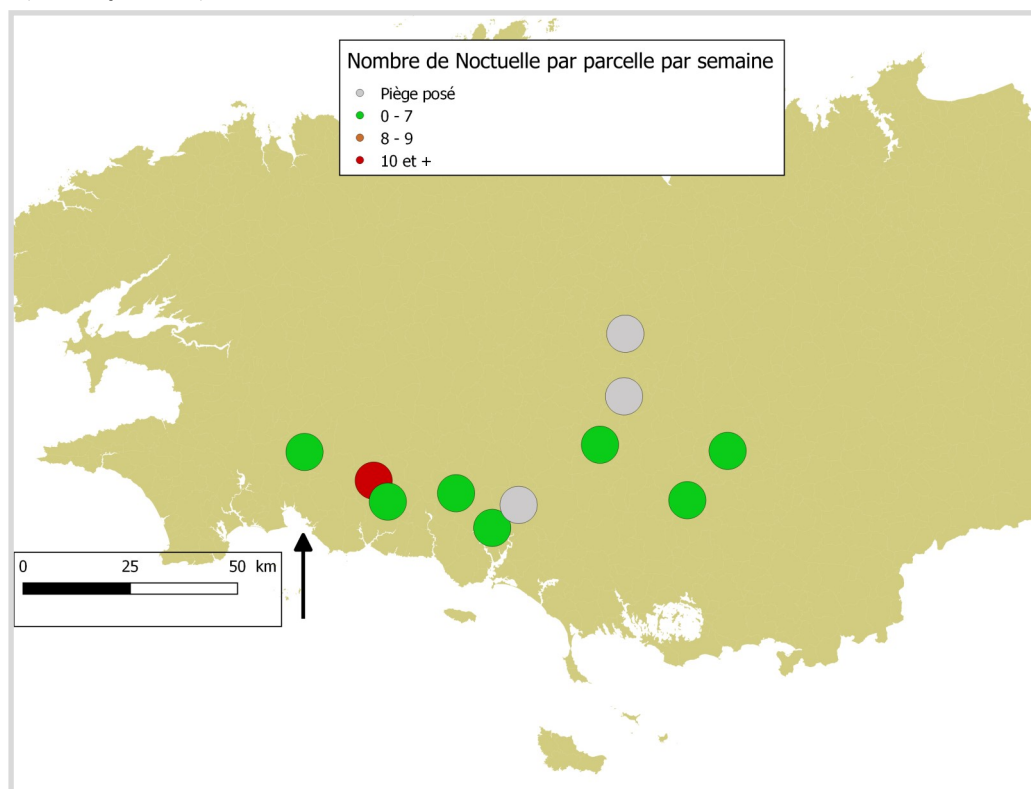 Nombre de Noctuelle par parcelle par semaine
Piège posé
0 - 7
8 - 9
10 et +
0 25 50 km